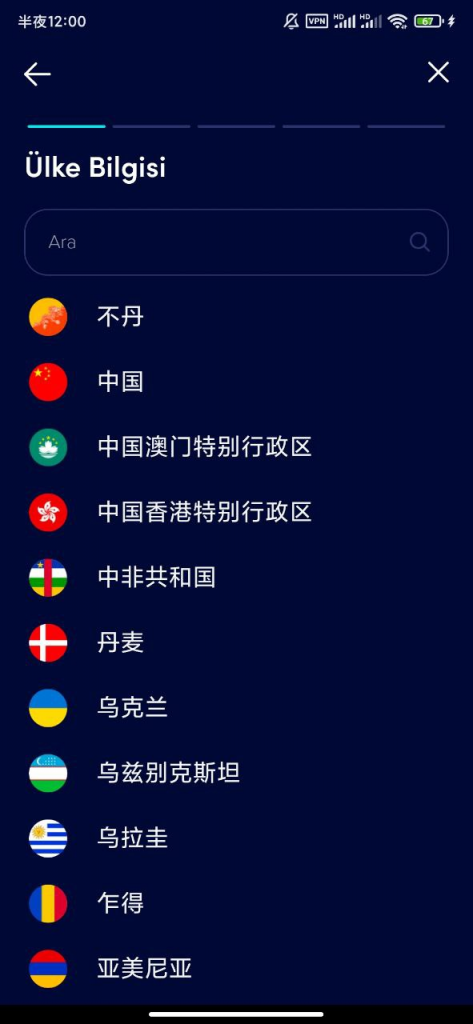 半夜12:00
VPN HD HD 67
Ülke Bilgisi
Ara
不丹
中国
中国澳门特别行政区
中国香港特别行政区
中非共和国
丹麦
乌克兰
乌兹别克斯坦
乌拉圭
乍得
亚美尼亚